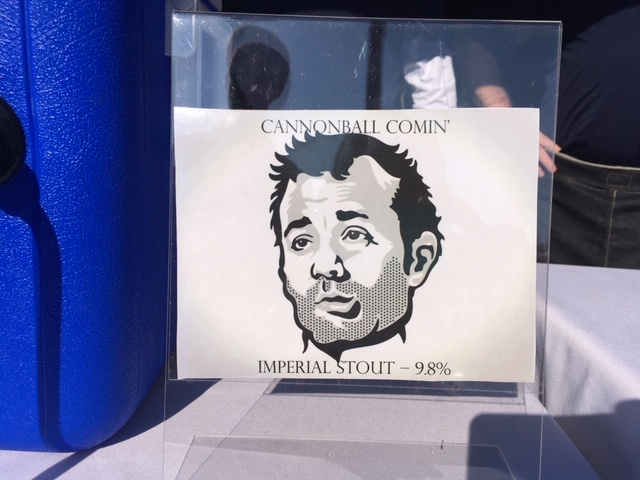 CANNONBALL COMIN'
IMPERIAL STOUT – 9.8%